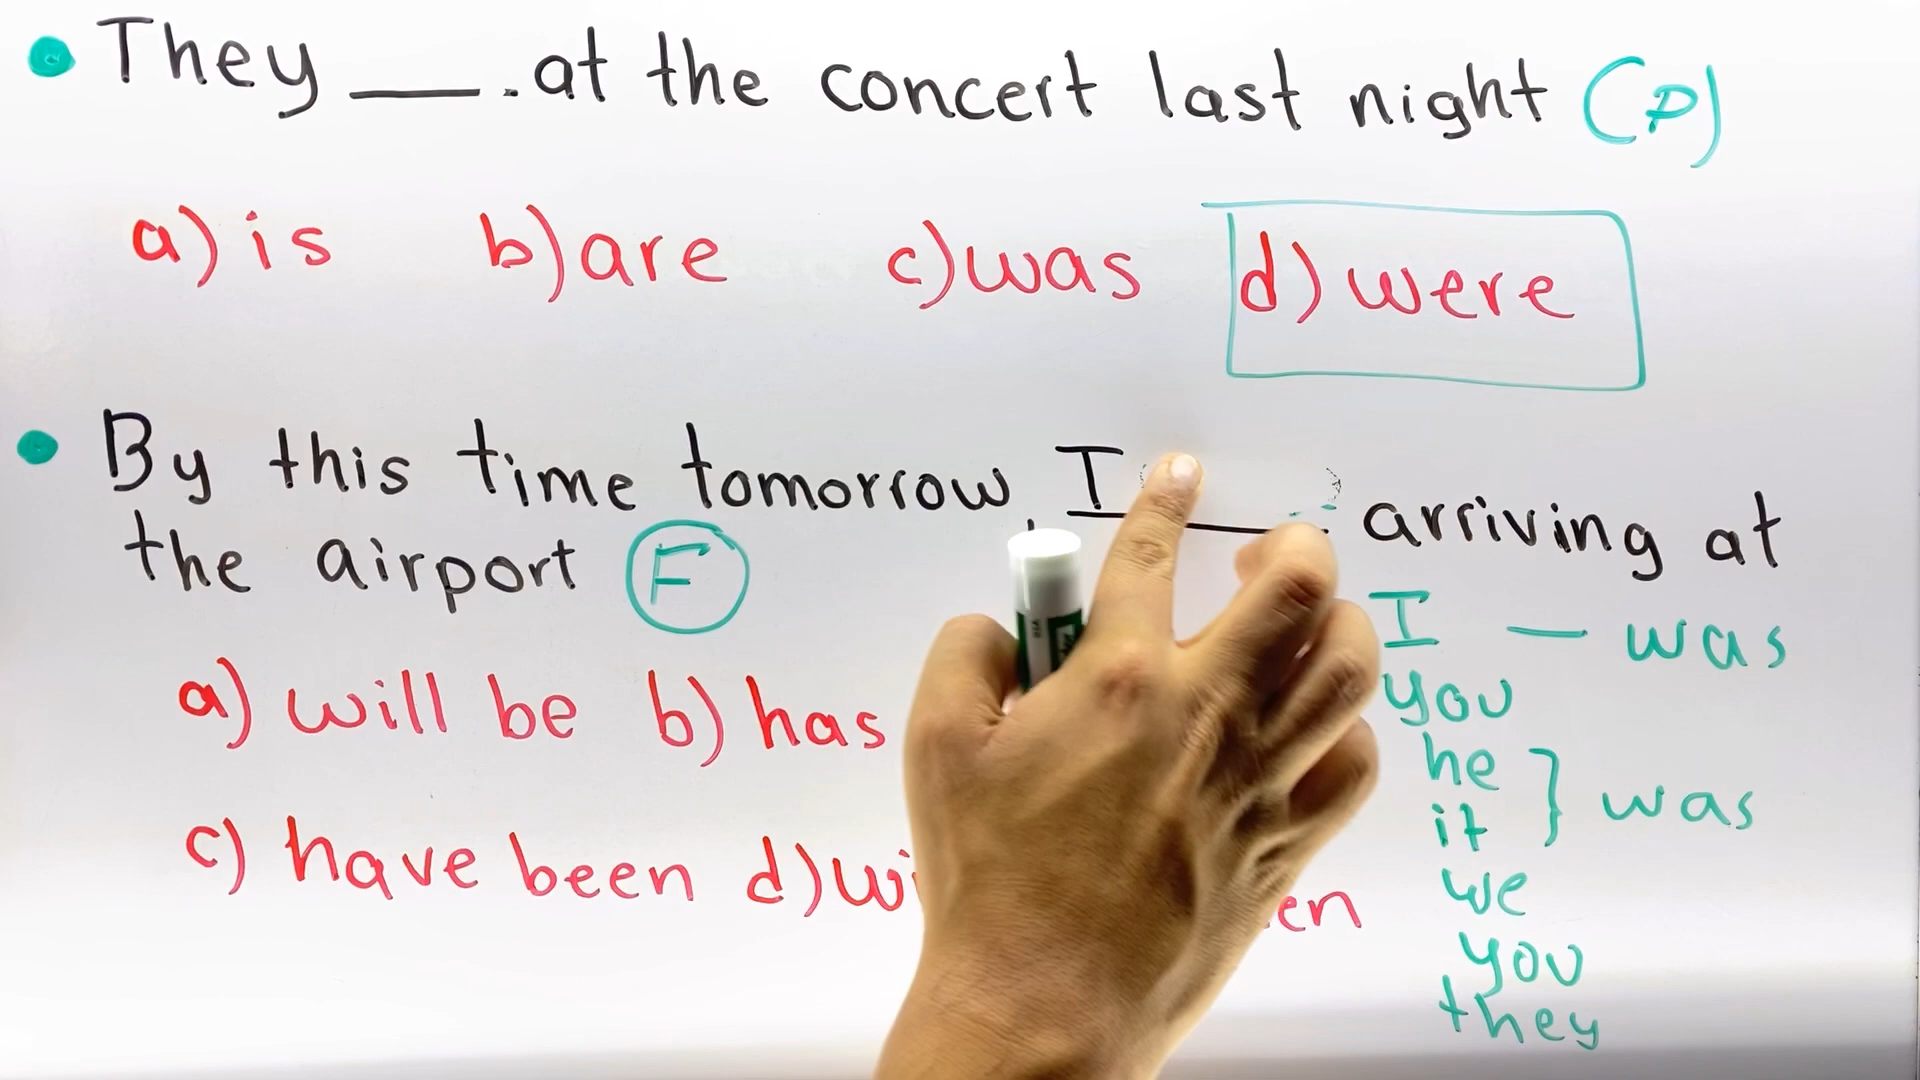 They ___. at the concert last night (P)
a) is b) are c) was d) were
By this time tomorrow, I ___ arriving at
the airport F
a) will be b) has
c) have been d)
I — was
you
he
it } was
we
you
they